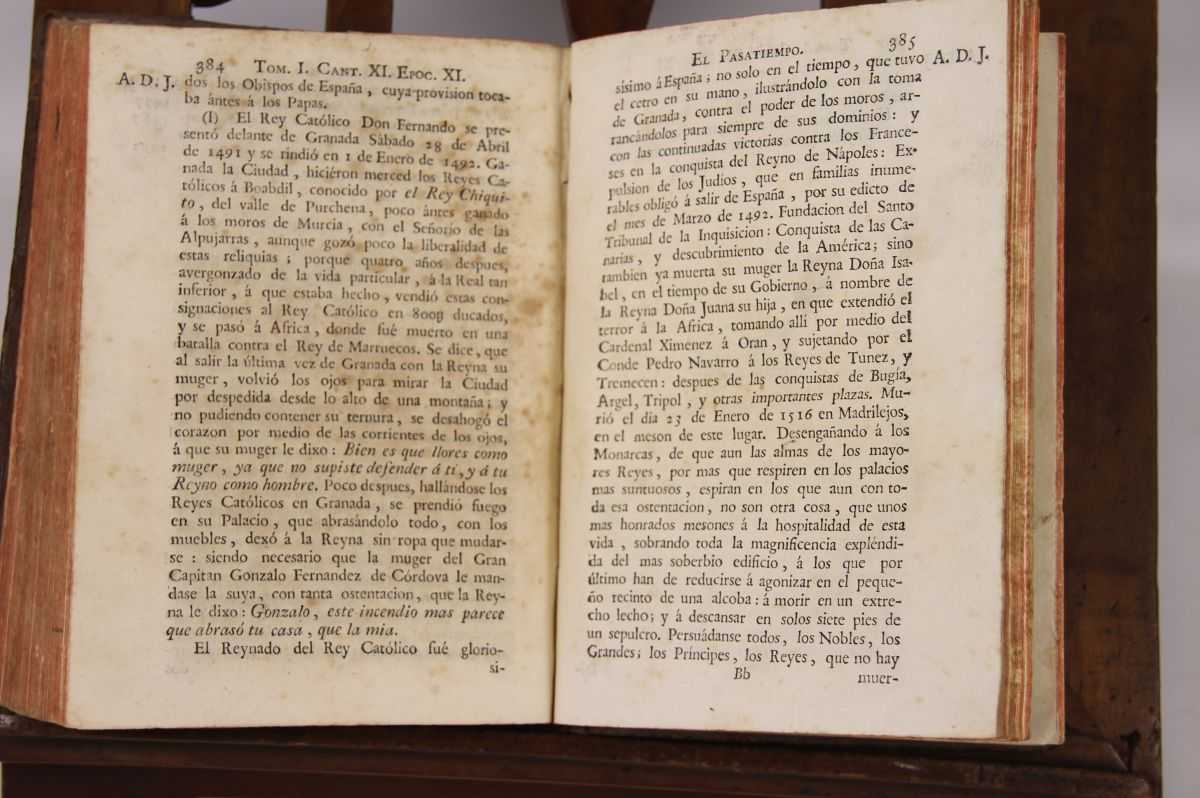 384 TOM. I. CANT. XI. EPOC. XI.
A. D. J. dos los Obispos de España, cuya provision toca-
ba ántes á los Papas.
(I) El Rey Católico Don Fernando se pre-
sentó delante de Granada Sábado 28 de Abril
de 1491 y se rindió en 1 de Enero de 1492. Ga-
nada la Ciudad, hiciéron merced los Reyes Ca-
tólicos á Boabdil, conocido por el Rey Chiqui-
to, del valle de Purchena, poco ántes ganado
á los moros de Murcia, con el Señorío de las
Alpujarras, aunque gozó poco la liberalidad de
estas reliquias; porque quatro años despues,
avergonzado de la vida particular, á la Real tan
inferior, á que estaba hecho, vendió estas con-
signaciones al Rey Católico en 800 ducados,
y se pasó á Africa, donde fué muerto en una
batalla contra el Rey de Marruecos. Se dice, que
al salir la última vez de Granada con la Reyna su
muger, volvió los ojos para mirar la Ciudad
por despedida desde lo alto de una montaña; y
no pudiendo contener su ternura, se desahogó el
corazon por medio de las corrientes de los ojos,
á que su muger le dixo: Bien es que llores como
muger, ya que no supiste defender á tí, y á tu
Reyno como hombre. Poco despues, hallándose los
Reyes Católicos en Granada, se prendió fuego
en su Palacio, que abrasándolo todo, con los
muebles, dexó á la Reyna sin ropa que mudar-
se: siendo necesario que la muger del Gran
Capitan Gonzalo Fernandez de Córdova le man-
dase la suya, con tanta ostentacion, que la Rey-
na le dixo: Gonzalo, este incendio mas parece
que abrasó tu casa, que la mia.
El Reynado del Rey Católico fué glorio-
si-
EL PASATIEMPO. 385
sísimo á España; no solo en el tiempo, que tuvo A. D. J.
el cetro en su mano, ilustrándolo con la toma
de Granada, contra el poder de los moros, ar-
rancándolos para siempre de sus dominios: y
con las continuadas victorias contra los France-
ses en la conquista del Reyno de Nápoles: Ex-
pulsion de los Judios, que en familias inume-
rables obligó á salir de España, por su edicto de
el mes de Marzo de 1492. Fundacion del Santo
Tribunal de la Inquisicion: Conquista de las Ca-
narias, y descubrimiento de la América; sino
tambien ya muerta su muger la Reyna Doña Isa-
bel, en el tiempo de su Gobierno, á nombre de
la Reyna Doña Juana su hija, en que extendió el
terror á la Africa, tomando alli por medio del
Cardenal Ximenez á Oran, y sujetando por el
Conde Pedro Navarro á los Reyes de Tunez, y
Tremecen: despues de las conquistas de Bugía,
Argel, Tripol, y otras importantes plazas. Mu-
rió el dia 23 de Enero de 1516 en Madrilejos,
en el meson de este lugar. Desengañando á los
Monarcas, de que aun las almas de los mayo-
res Reyes, por mas que respiren en los palacios
mas suntuosos, espiran en los que aun con to-
da esa ostentacion, no son otra cosa, que unos
mas honrados mesones á la hospitalidad de esta
vida, sobrando toda la magnificencia expléndi-
da del mas soberbio edificio, á los que por
último han de reducirse á agonizar en el peque-
ño recinto de una alcoba: á morir en un extre-
cho lecho; y á descansar en solos siete pies de
un sepulcro. Persuádanse todos, los Nobles, los
Grandes; los Príncipes, los Reyes, que no hay
Bb muer-